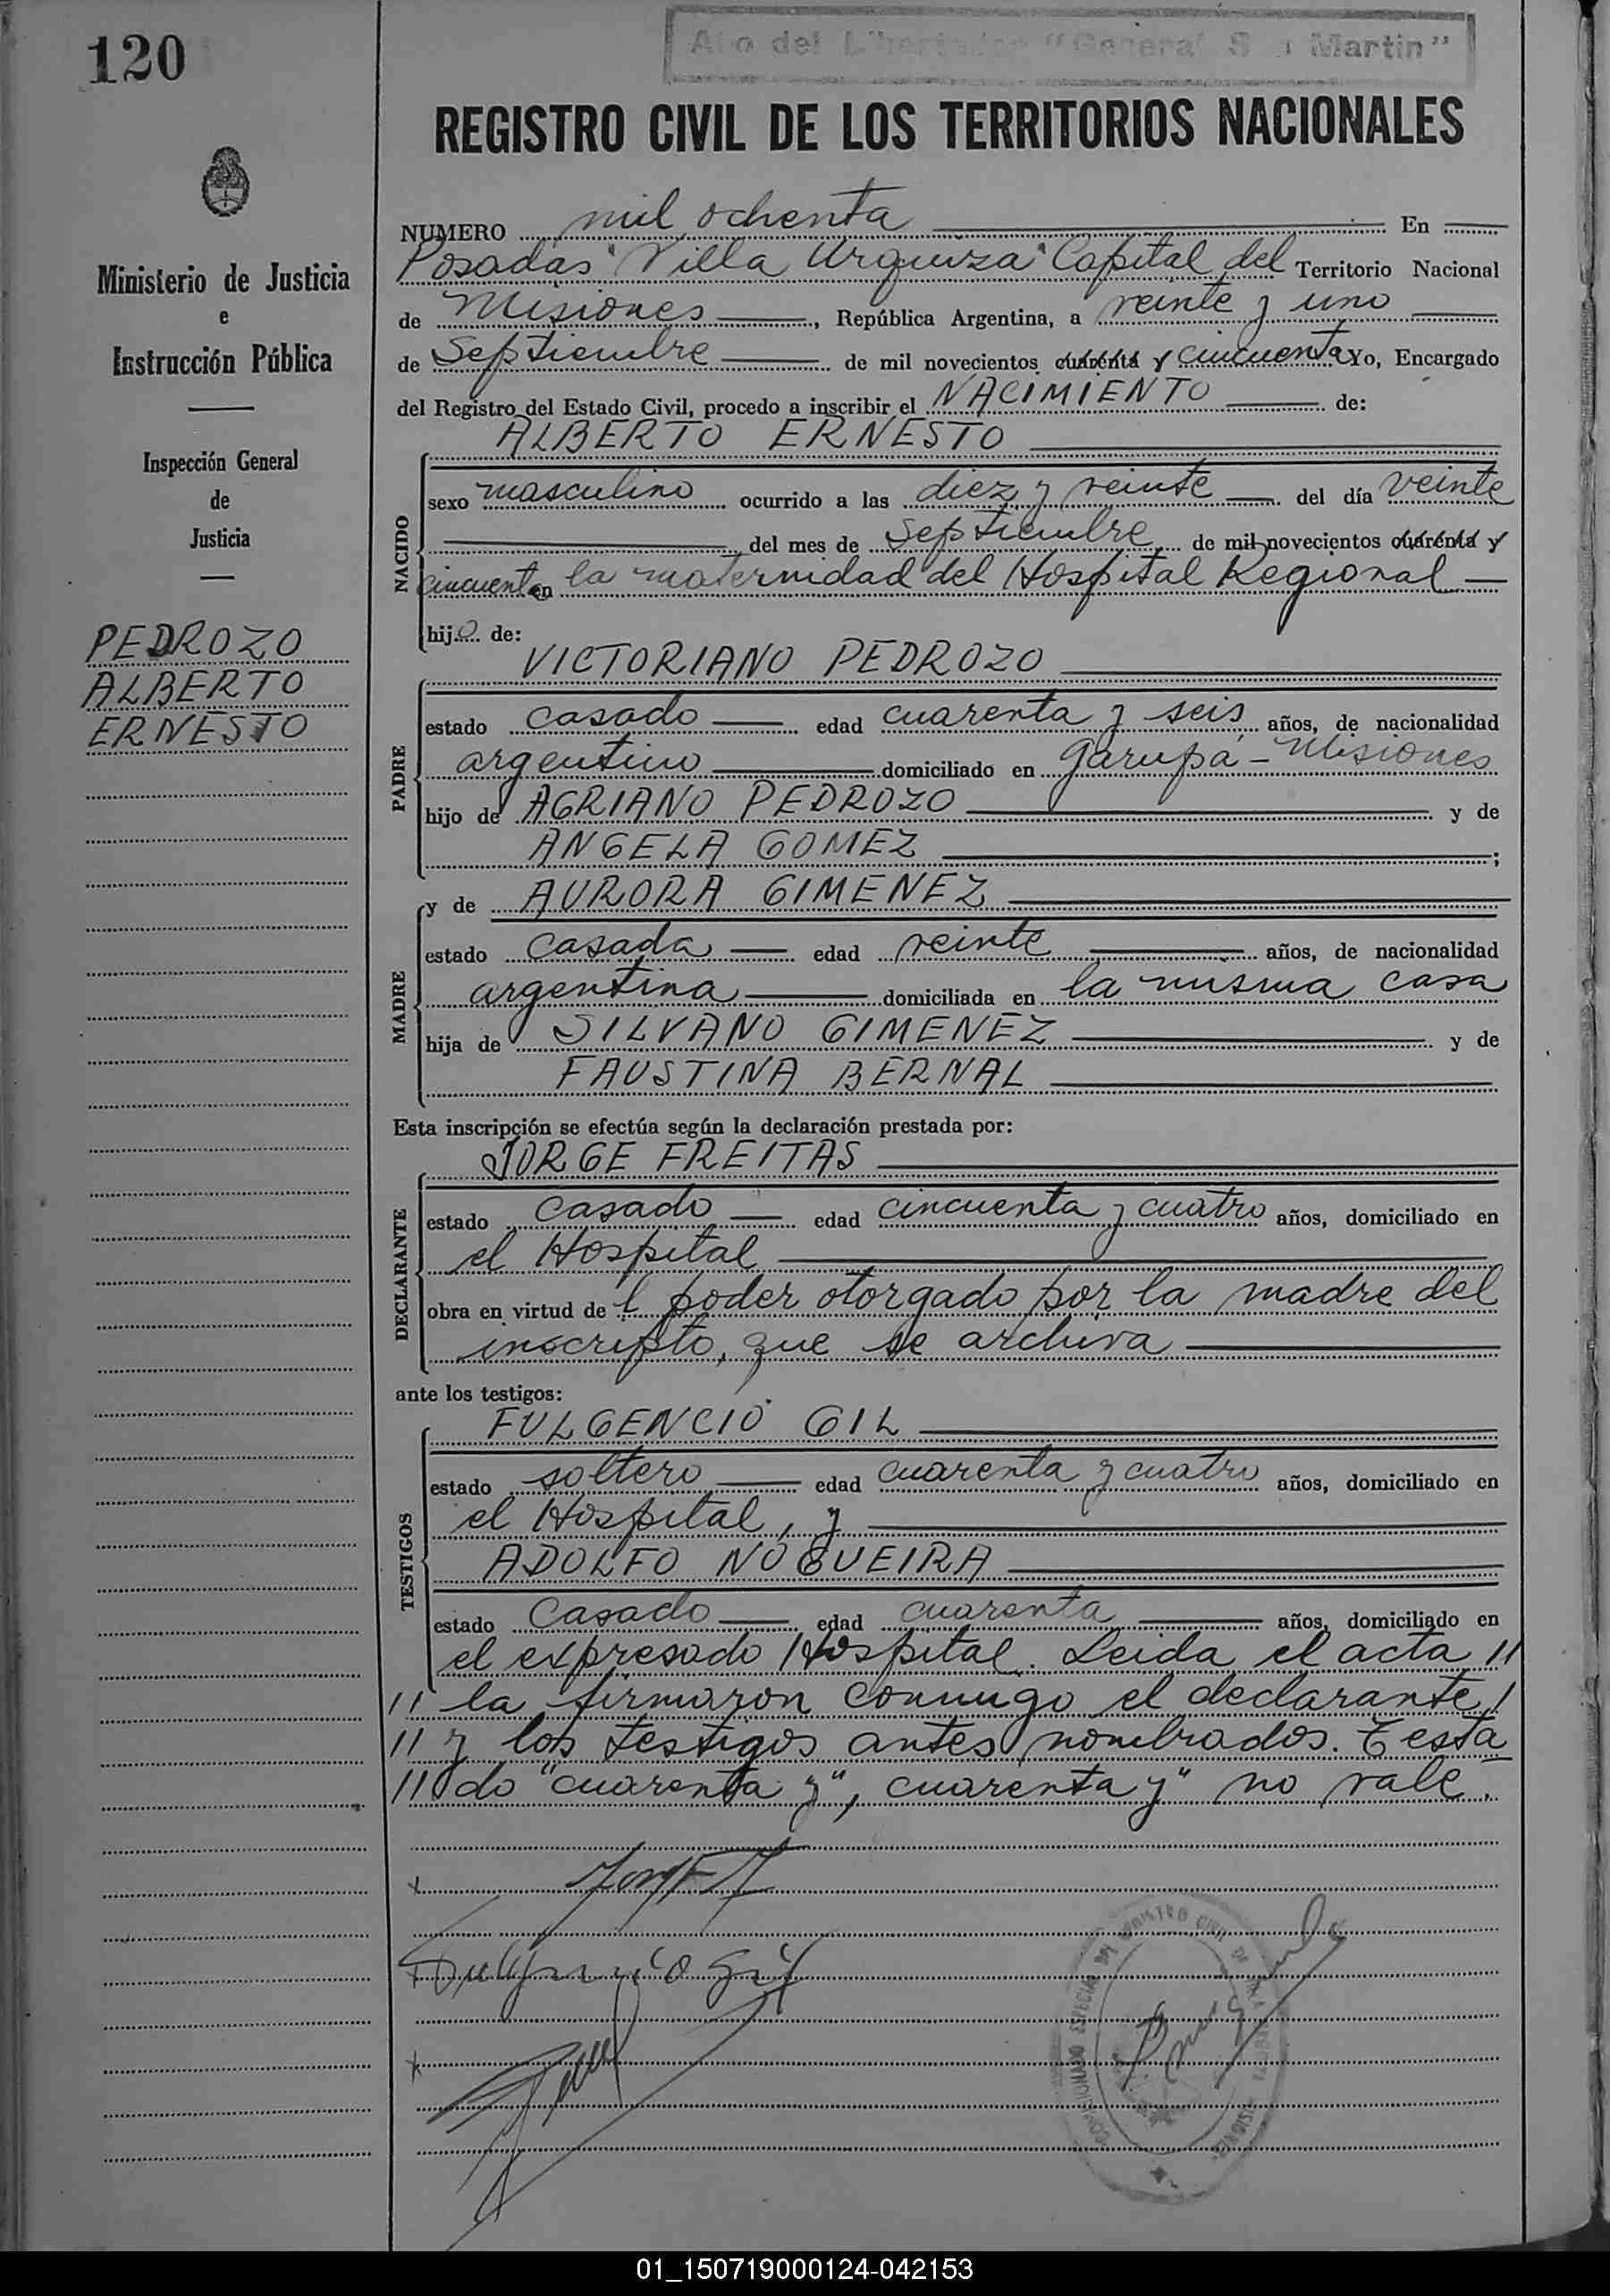 120
Año del Libertador "General San Martin"
REGISTRO CIVIL DE LOS TERRITORIOS NACIONALES
Ministerio de Justicia
e
Instrucción Pública
Inspección General
de
Justicia
PEDROZO
ALBERTO
ERNESTO
NUMERO mil ochenta En
Posadas "Villa Urquiza" Capital del Territorio Nacional
de Misiones, República Argentina, a veinte y uno
de Septiembre de mil novecientos cuarenta y cincuenta Yo, Encargado
del Registro del Estado Civil, procedo a inscribir el NACIMIENTO de:
ALBERTO ERNESTO
NACIDO
sexo masculino ocurrido a las diez y veinte del día veinte
del mes de Septiembre de mil novecientos cuarenta y
cincuenta en la maternidad del Hospital Regional
hijo de:
VICTORIANO PEDROZO
PADRE
estado casado edad cuarenta y seis años, de nacionalidad
argentino domiciliado en Garupá - Misiones
hijo de AGRIANO PEDROZO y de
ANGELA GOMEZ ;
y de AURORA GIMENEZ
MADRE
estado casada edad veinte años, de nacionalidad
argentina domiciliada en la misma casa
hija de SILVANO GIMENEZ y de
FAUSTINA BERNAL
Esta inscripción se efectúa según la declaración prestada por:
JORGE FREITAS
DECLARANTE
estado casado edad cincuenta y cuatro años, domiciliado en
el Hospital
obra en virtud del poder otorgado por la madre del
inscripto, que se archiva
ante los testigos:
FULGENCIO GIL
TESTIGOS
estado soltero edad cuarenta y cuatro años, domiciliado en
el Hospital, y
ADOLFO NOGUEIRA
estado casado edad cuarenta años, domiciliado en
el expresado Hospital. Leida el acta //
// la firmaron conmigo el declarante /
// y los testigos antes nombrados. Testa-
// do "cuarenta y", cuarenta y" no vale.
Fulgencio Gil
01_150719000124-042153